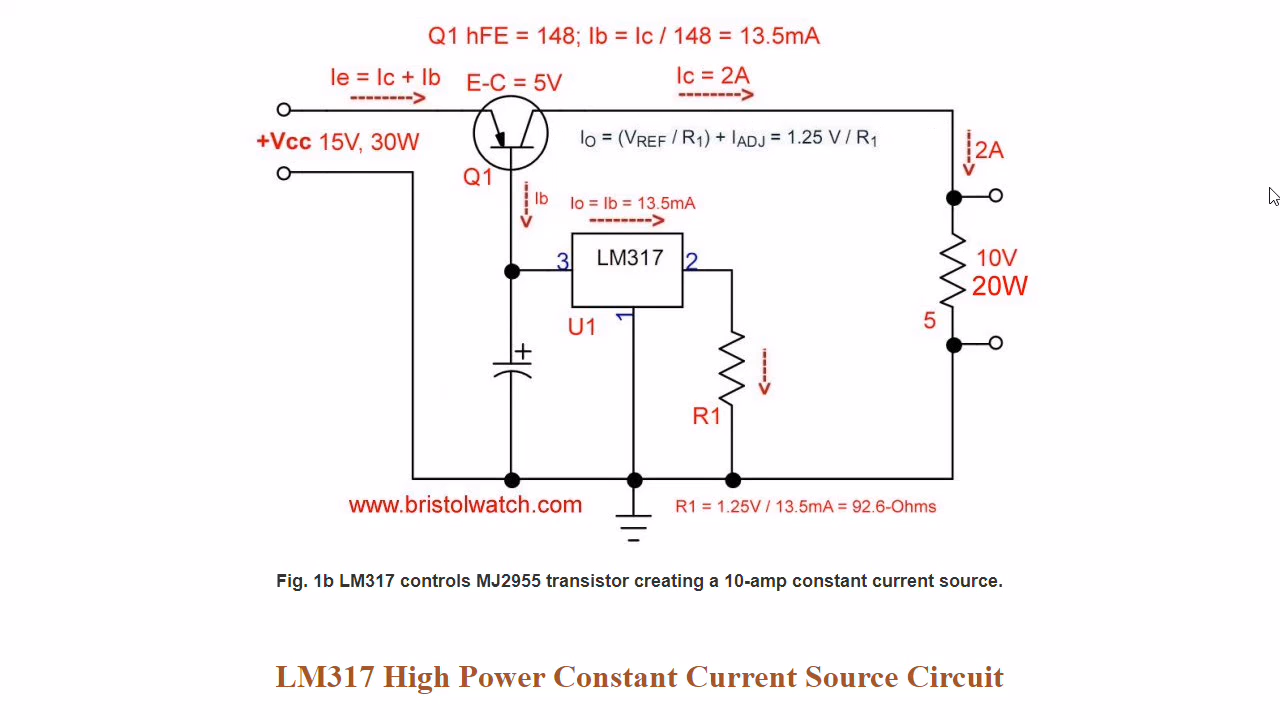 Q1 hFE = 148; Ib = Ic / 148 = 13.5mA
Ie = Ic + Ib
E-C = 5V
Ic = 2A
+Vcc 15V, 30W
IO = (VREF / R1) + IADJ = 1.25 V / R1
2A
Q1
Ib
Io = Ib = 13.5mA
3
LM317
2
10V
20W
U1
1
5
+
R1
www.bristolwatch.com
R1 = 1.25V / 13.5mA = 92.6-Ohms
Fig. 1b LM317 controls MJ2955 transistor creating a 10-amp constant current source.
LM317 High Power Constant Current Source Circuit